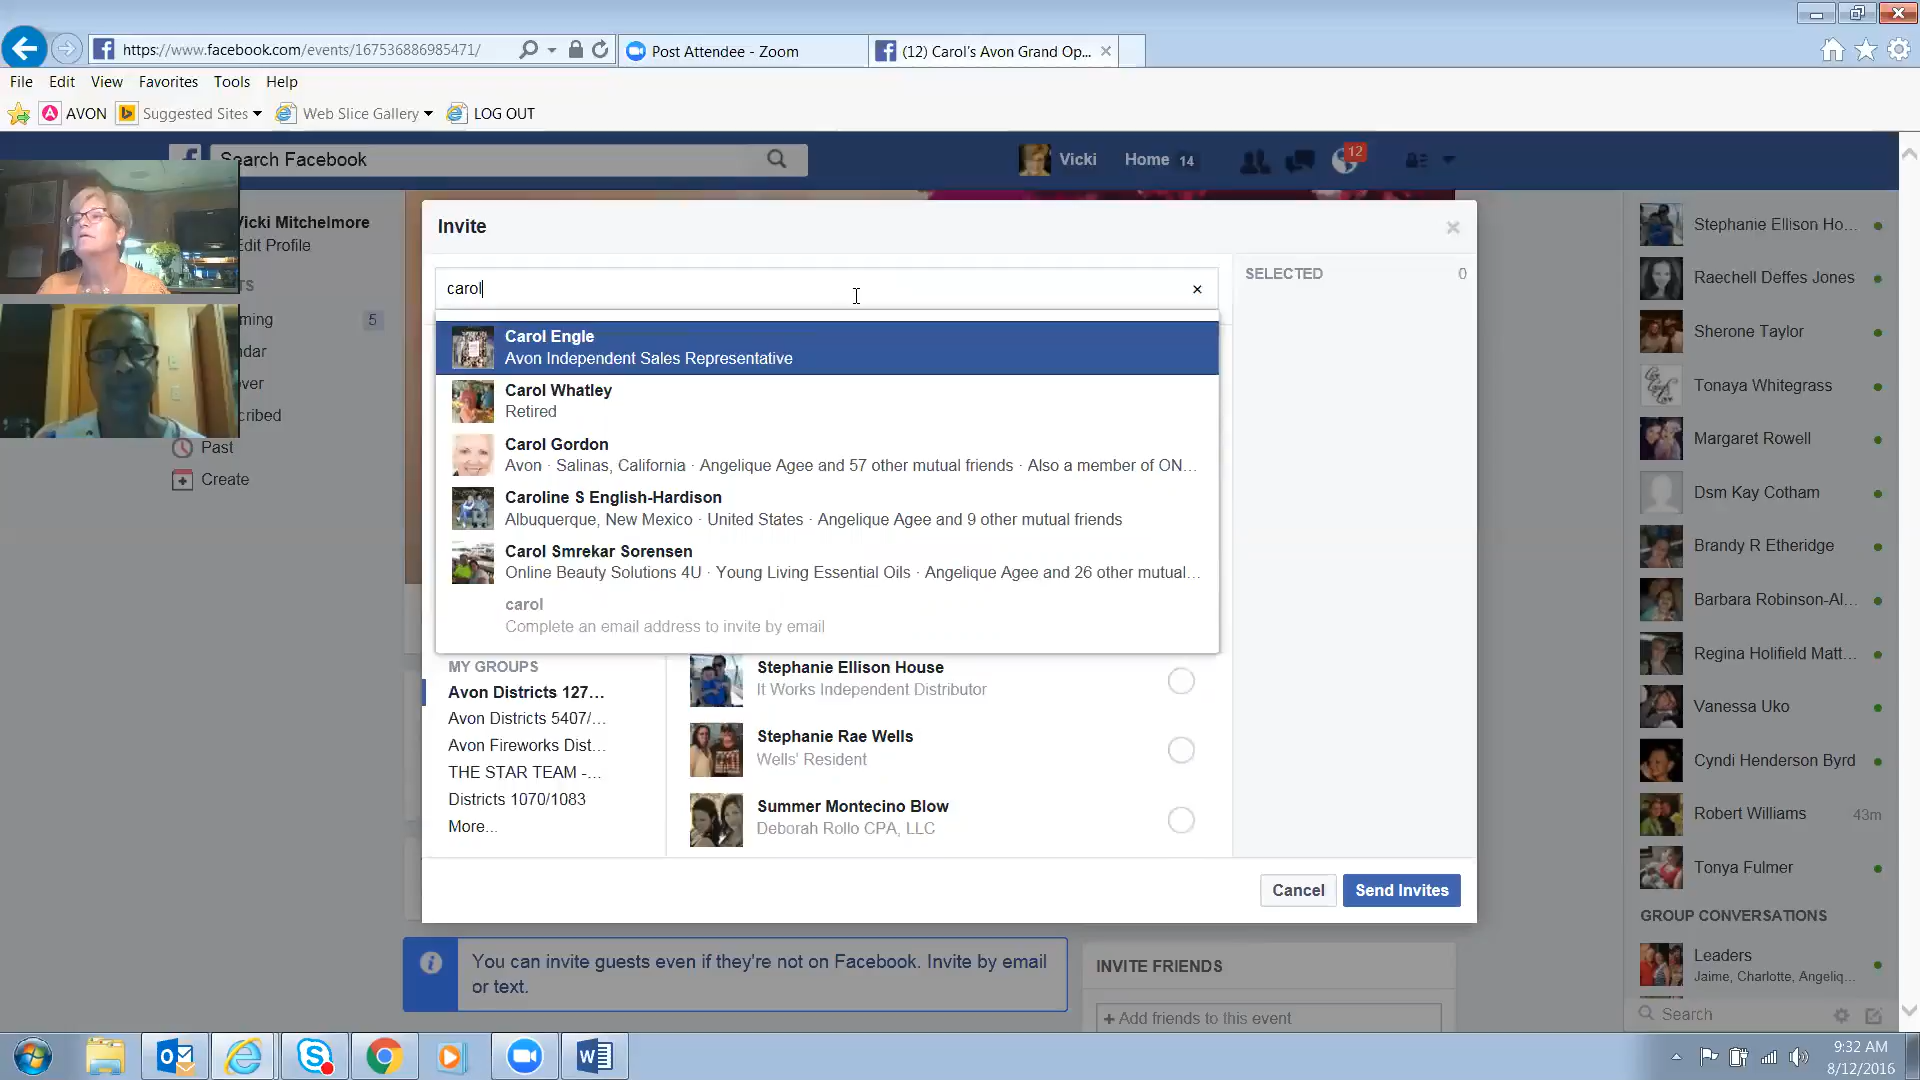 https://www.facebook.com/events/167536886985471/
Post Attendee - Zoom
(12) Carol's Avon Grand Op...
File Edit View Favorites Tools Help
AVON Suggested Sites Web Slice Gallery LOG OUT
Search Facebook
Vicki
Home 14
12
Vicki Mitchelmore
Edit Profile
5
Past
Create
Invite
carol
SELECTED 0
Carol Engle
Avon Independent Sales Representative
Carol Whatley
Retired
Carol Gordon
Avon · Salinas, California · Angelique Agee and 57 other mutual friends · Also a member of ON...
Caroline S English-Hardison
Albuquerque, New Mexico · United States · Angelique Agee and 9 other mutual friends
Carol Smrekar Sorensen
Online Beauty Solutions 4U · Young Living Essential Oils · Angelique Agee and 26 other mutual...
carol
Complete an email address to invite by email
MY GROUPS
Avon Districts 127...
Avon Districts 5407/...
Avon Fireworks Dist...
THE STAR TEAM -...
Districts 1070/1083
More...
Stephanie Ellison House
It Works Independent Distributor
Stephanie Rae Wells
Wells' Resident
Summer Montecino Blow
Deborah Rollo CPA, LLC
Cancel
Send Invites
You can invite guests even if they're not on Facebook. Invite by email
or text.
INVITE FRIENDS
+ Add friends to this event
Stephanie Ellison Ho...
Raechell Deffes Jones
Sherone Taylor
Tonaya Whitegrass
Margaret Rowell
Dsm Kay Cotham
Brandy R Etheridge
Barbara Robinson-Al...
Regina Holifield Matt...
Vanessa Uko
Cyndi Henderson Byrd
Robert Williams 43m
Tonya Fulmer
GROUP CONVERSATIONS
Leaders
Jaime, Charlotte, Angeliq...
Search
9:32 AM
8/12/2016